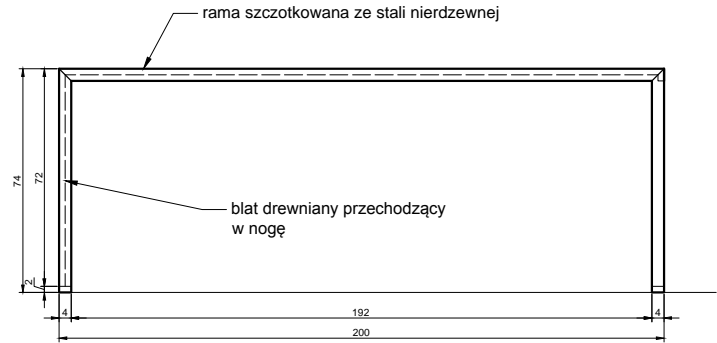 rama szczotkowana ze stali nierdzewnej
74
72
blat drewniany przechodzący
w nogę
2
4
192
4
200